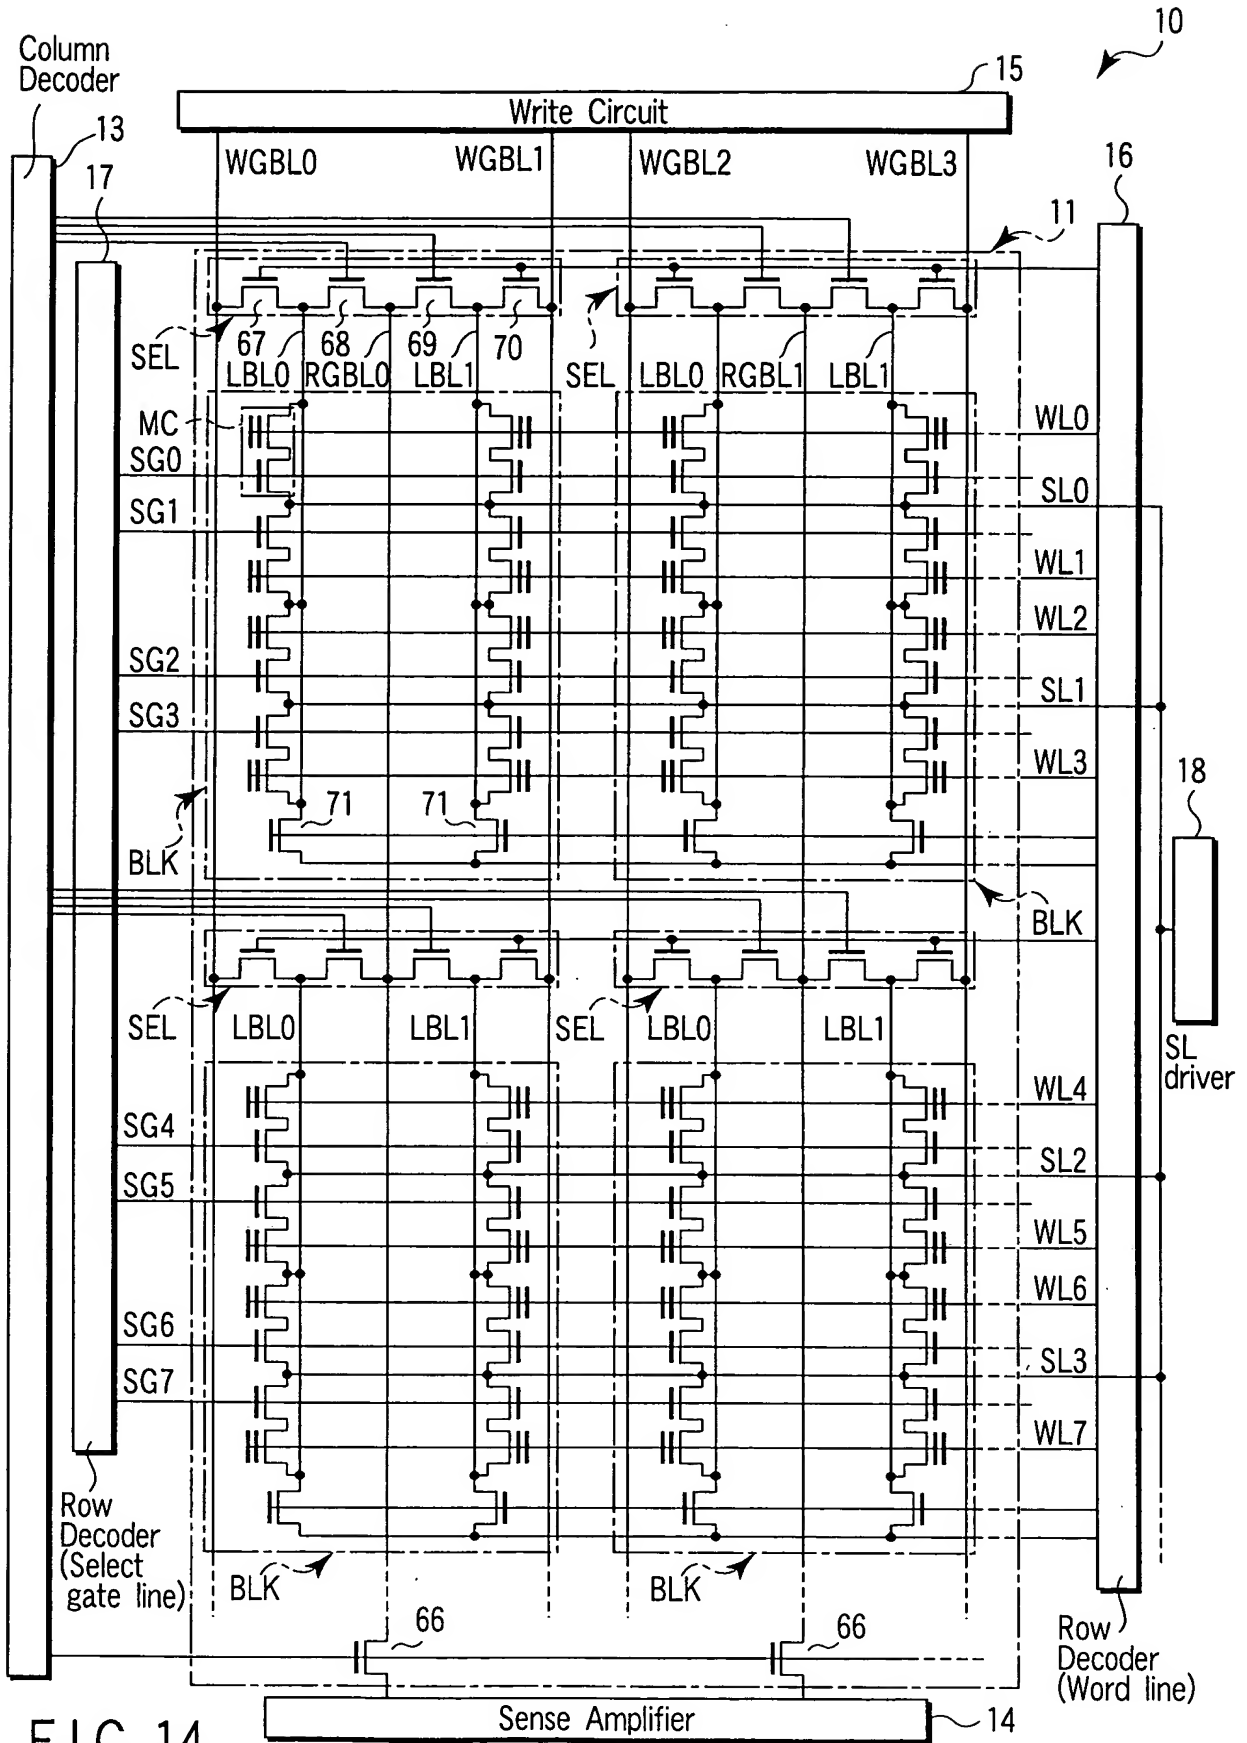 10
Column
Decoder
15
Write Circuit
13
WGBL0 WGBL1 WGBL2 WGBL3
16
17
11
67 68 69 70
SEL
SEL
LBL0 RGBL0 LBL1
LBL0 RGBL1 LBL1
MC
WL0
SG0
SL0
SG1
WL1
WL2
SG2
SL1
SG3
WL3
18
71 71
BLK
BLK
SEL
LBL0 LBL1
SEL
LBL0 LBL1
SL
driver
WL4
SG4
SL2
SG5
WL5
WL6
SG6
SL3
SG7
WL7
Row
Decoder
(Select
gate line)
BLK
BLK
66 66
Row
Decoder
(Word line)
Sense Amplifier
14
FIG. 14